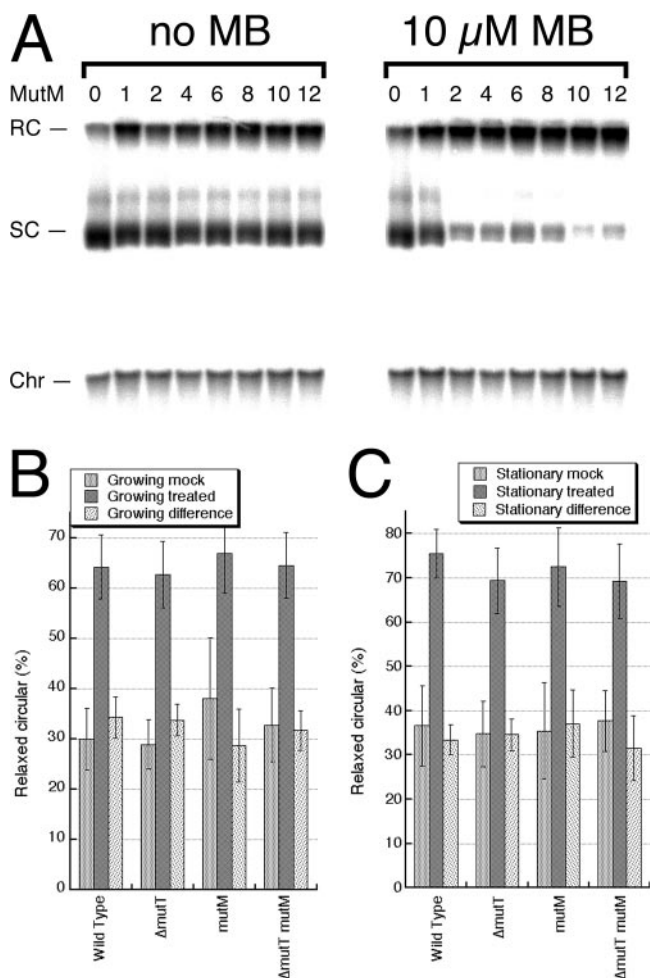 A
no MB
10 µM MB
MutM 0 1 2 4 6 8 10 12 0 1 2 4 6 8 10 12
RC
SC
Chr
B
Growing mock
Growing treated
Growing difference
Relaxed circular (%)
70
60
50
40
30
20
10
0
Wild Type
ΔmutT
mutM
ΔmutT mutM
C
Stationary mock
Stationary treated
Stationary difference
Relaxed circular (%)
80
70
60
50
40
30
20
10
0
Wild Type
ΔmutT
mutM
ΔmutT mutM